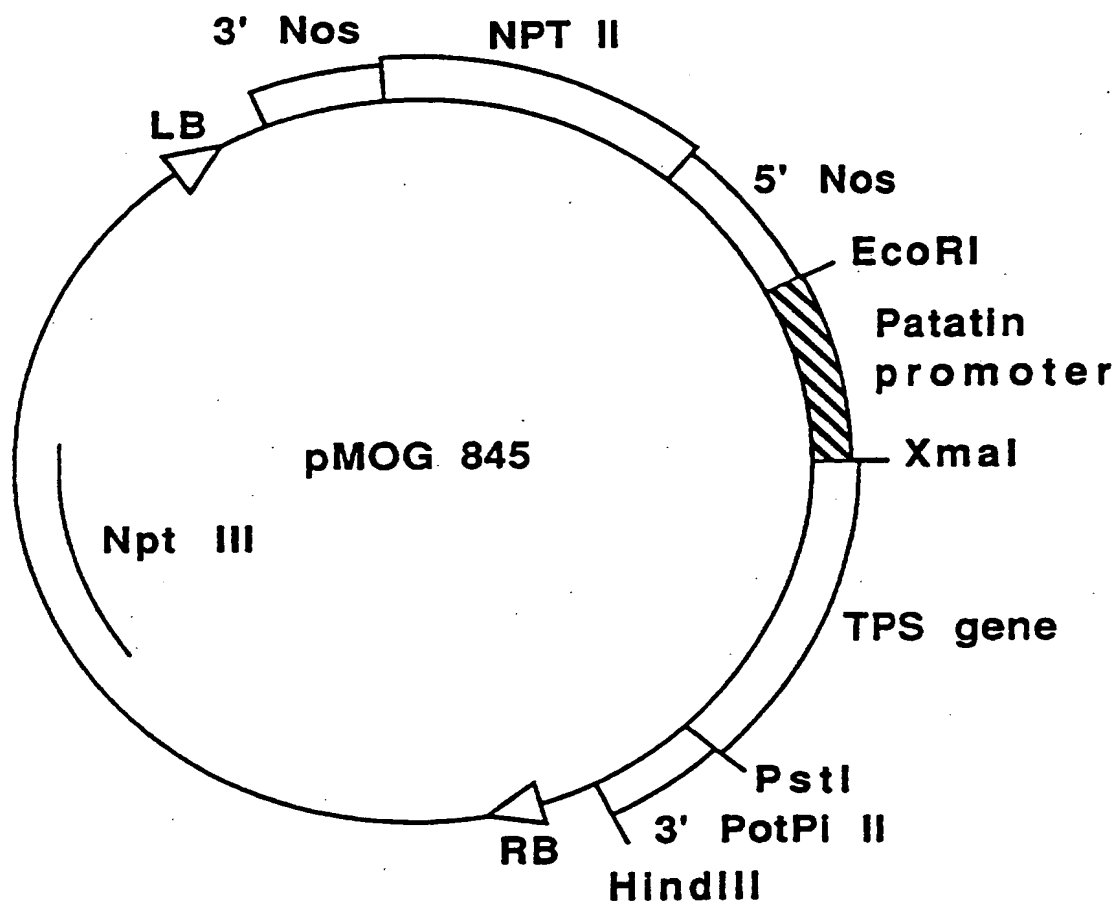 3' Nos
NPT II
LB
5' Nos
EcoRI
Patatin
promoter
pMOG 845
XmaI
Npt III
TPS gene
PstI
3' PotPi II
RB
HindIII